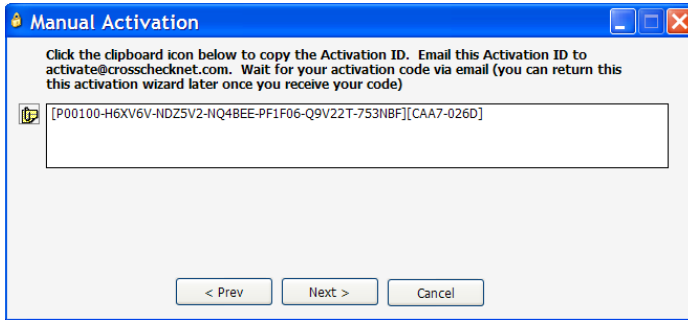 Manual Activation
Click the clipboard icon below to copy the Activation ID. Email this Activation ID to
activate@crosschecknet.com. Wait for your activation code via email (you can return this
this activation wizard later once you receive your code)
[P00100-H6XV6V-NDZ5V2-NQ4BEE-PF1F06-Q9V22T-753NBF][CAA7-026D]
< Prev
Next >
Cancel